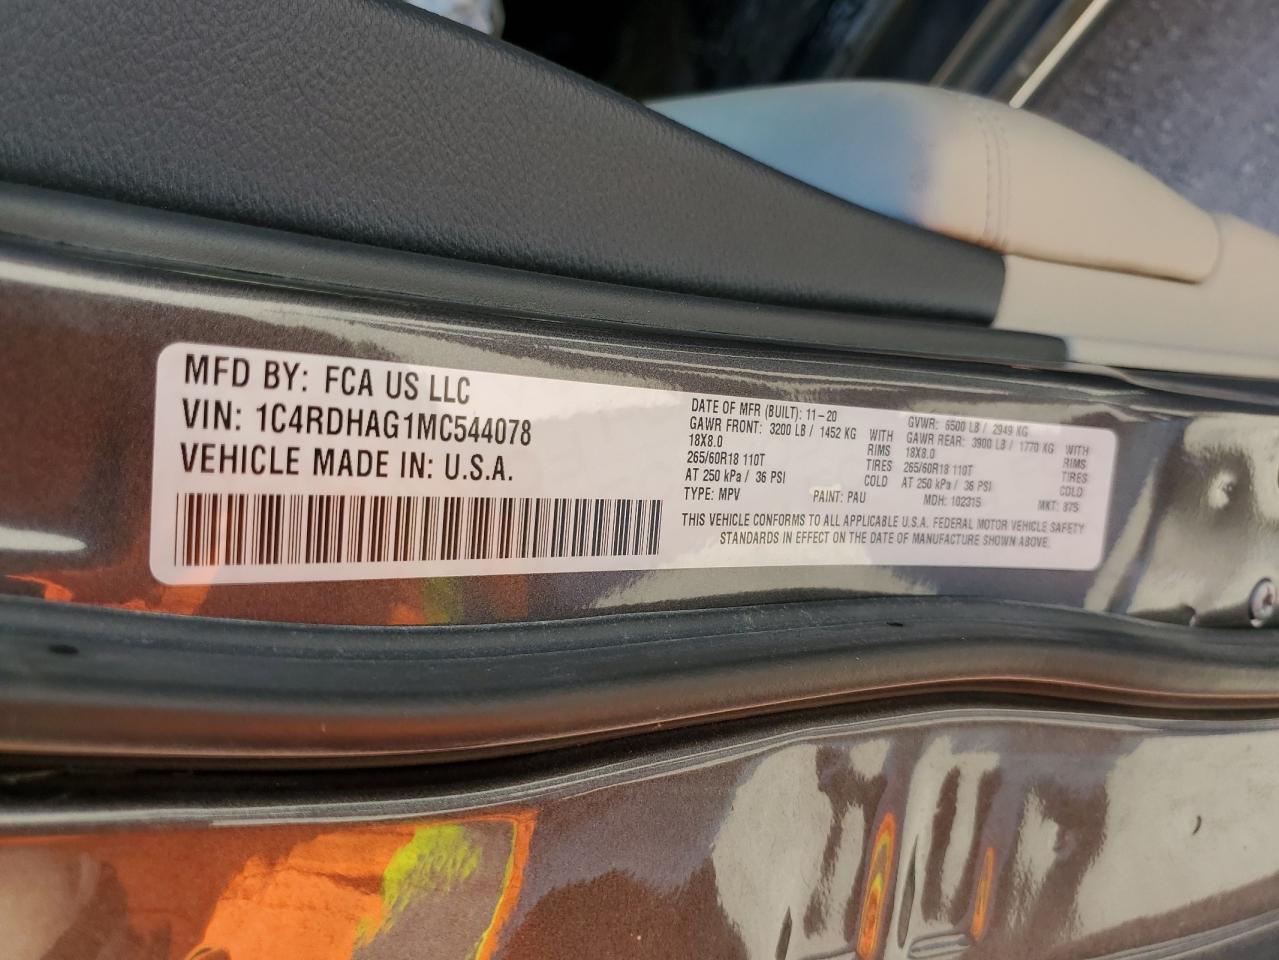 MFD BY: FCA US LLC
VIN: 1C4RDHAG1MC544078
VEHICLE MADE IN: U.S.A.
DATE OF MFR (BUILT): 11-20
GAWR FRONT: 3200 LB / 1452 KG WITH
18X8.0 RIMS
265/60R18 110T TIRES
AT 250 kPa / 36 PSI COLD
TYPE: MPV PAINT: PAU
GVWR: 6500 LB / 2949 KG
GAWR REAR: 3900 LB / 1770 KG WITH
18X8.0 RIMS
265/60R18 110T TIRES
AT 250 kPa / 36 PSI COLD
MDH: 102315 MKT: 875
THIS VEHICLE CONFORMS TO ALL APPLICABLE U.S.A. FEDERAL MOTOR VEHICLE SAFETY
STANDARDS IN EFFECT ON THE DATE OF MANUFACTURE SHOWN ABOVE.